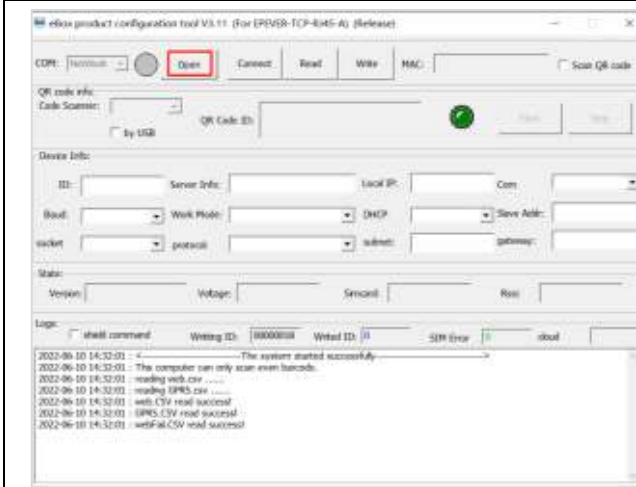 eBox product configuration tool V3.11 (For EPEVER-TCP-RJ45-A) (Release)
COM: Network Open Connect Read Write MAC: Scan QR code
QR code info:
Code Scanner: by USB QR Code ID:
Device Info:
ID: Server Info: Local IP: Com
Baud: Work Mode: DHCP Slave Addr:
socket protocol: subnet: gateway:
State:
Version: Voltage: Simcard: Rssi:
Logs:
shield command Writing ID: 00000018 Writed ID: 0 SIM Error 0 cloud
2022-06-10 14:32:01 : <----------The system started successfully---------->
2022-06-10 14:32:01 : This computer can only scan even barcode.
2022-06-10 14:32:01 : reading web.csv ......
2022-06-10 14:32:01 : reading GPRS.csv ......
2022-06-10 14:32:01 : web.CSV read success!
2022-06-10 14:32:01 : GPRS.CSV read success!
2022-06-10 14:32:01 : webFail.CSV read success!